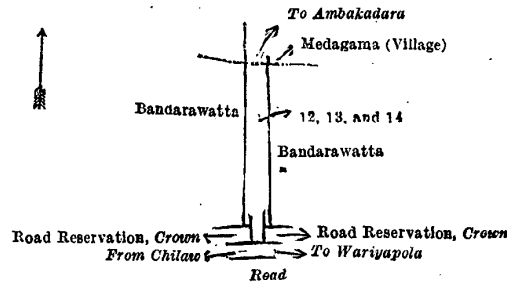 To Ambakadara
Medagama (Village)
Bandarawatta
12, 13, and 14
Bandarawatta
Road Reservation, Crown
Road Reservation, Crown
From Chilaw
To Wariyapola
Road